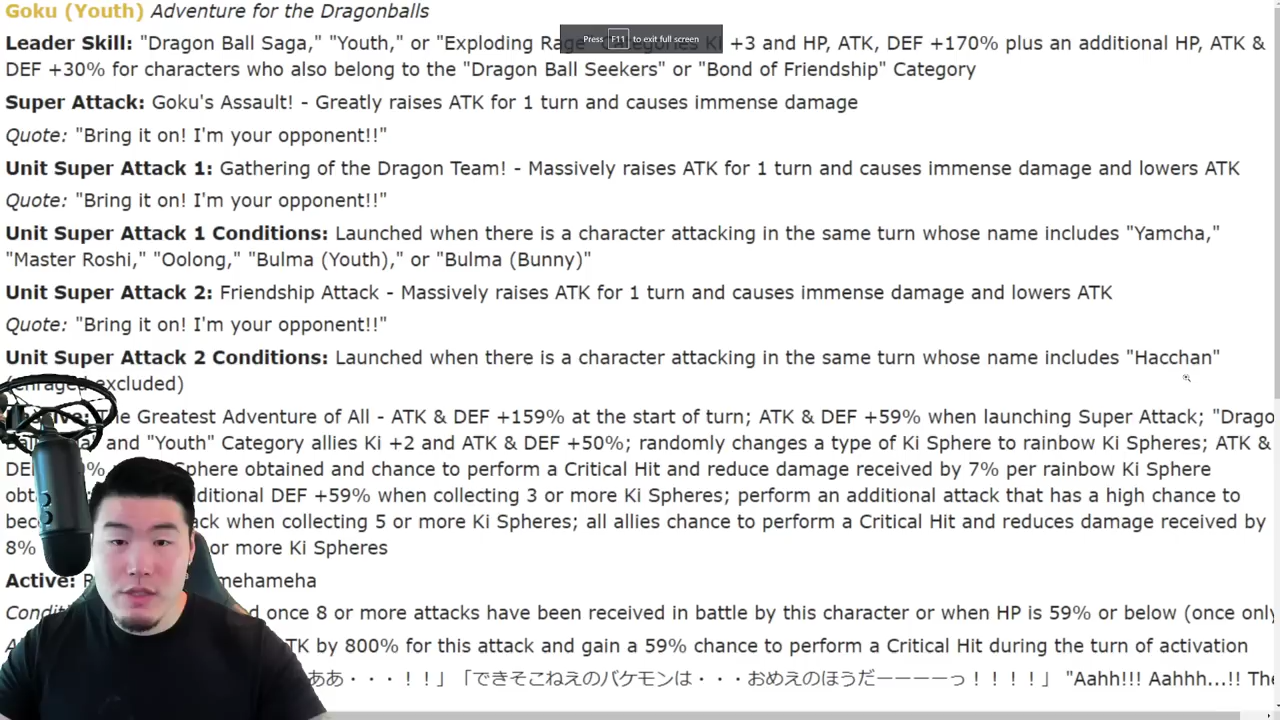 Goku (Youth) Adventure for the Dragonballs
Press F11 to exit full screen
Leader Skill: "Dragon Ball Saga," "Youth," or "Exploding Rage" Categories Ki +3 and HP, ATK, DEF +170% plus an additional HP, ATK &
DEF +30% for characters who also belong to the "Dragon Ball Seekers" or "Bond of Friendship" Category
Super Attack: Goku's Assault! - Greatly raises ATK for 1 turn and causes immense damage
Quote: "Bring it on! I'm your opponent!!"
Unit Super Attack 1: Gathering of the Dragon Team! - Massively raises ATK for 1 turn and causes immense damage and lowers ATK
Quote: "Bring it on! I'm your opponent!!"
Unit Super Attack 1 Conditions: Launched when there is a character attacking in the same turn whose name includes "Yamcha,"
"Master Roshi," "Oolong," "Bulma (Youth)," or "Bulma (Bunny)"
Unit Super Attack 2: Friendship Attack - Massively raises ATK for 1 turn and causes immense damage and lowers ATK
Quote: "Bring it on! I'm your opponent!!"
Unit Super Attack 2 Conditions: Launched when there is a character attacking in the same turn whose name includes "Hacchan"
(enraged excluded)
The Greatest Adventure of All - ATK & DEF +159% at the start of turn; ATK & DEF +59% when launching Super Attack; "Drago
and "Youth" Category allies Ki +2 and ATK & DEF +50%; randomly changes a type of Ki Sphere to rainbow Ki Spheres; ATK &
Sphere obtained and chance to perform a Critical Hit and reduce damage received by 7% per rainbow Ki Sphere
DEF +59% when collecting 3 or more Ki Spheres; perform an additional attack that has a high chance to
when collecting 5 or more Ki Spheres; all allies chance to perform a Critical Hit and reduces damage received by
8% or more Ki Spheres
Active:
once 8 or more attacks have been received in battle by this character or when HP is 59% or below (once only
by 800% for this attack and gain a 59% chance to perform a Critical Hit during the turn of activation
ああ・・・！！」「できそこねえのバケモンは・・・おめえのほうだーーーーっ！！！！」 "Aahh!!! Aahhh...!! The